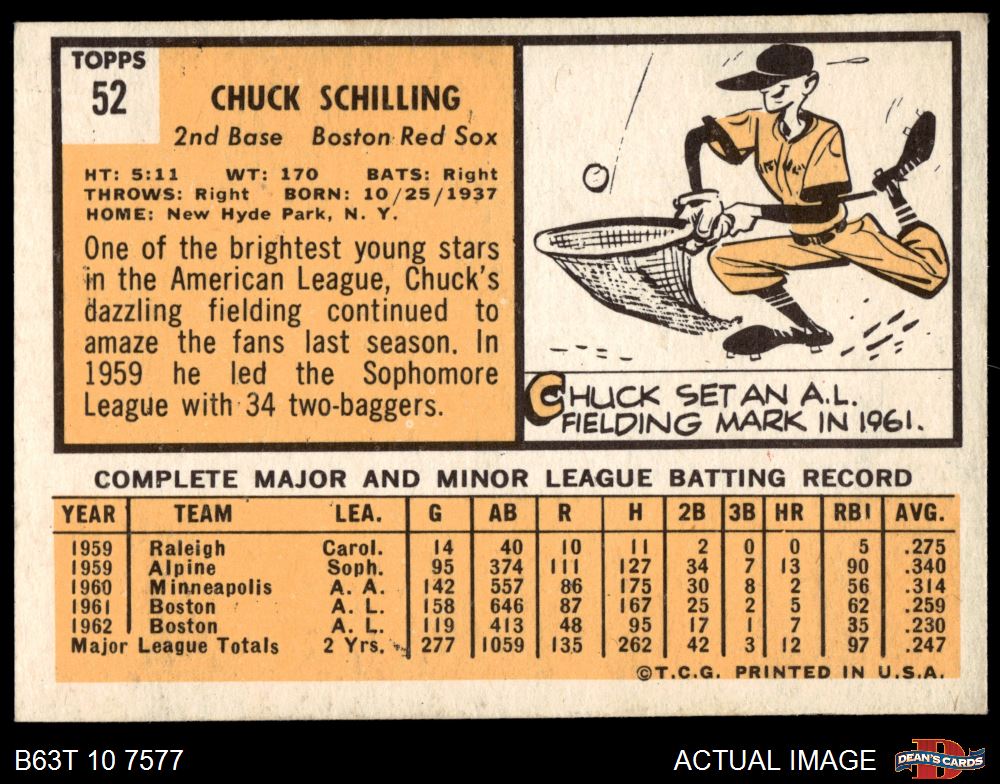 TOPPS
52
CHUCK SCHILLING
2nd Base Boston Red Sox
HT: 5:11 WT: 170 BATS: Right
THROWS: Right BORN: 10/25/1937
HOME: New Hyde Park, N. Y.
One of the brightest young stars
in the American League, Chuck's
dazzling fielding continued to
amaze the fans last season. In
1959 he led the Sophomore
League with 34 two-baggers.
CHUCK SET AN A.L.
FIELDING MARK IN 1961.
COMPLETE MAJOR AND MINOR LEAGUE BATTING RECORD
YEAR TEAM LEA. G AB R H 2B 3B HR RBI AVG.
1959 Raleigh Carol. 14 40 10 11 2 0 0 5 .275
1959 Alpine Soph. 95 374 111 127 34 7 13 90 .340
1960 Minneapolis A. A. 142 557 86 175 30 8 2 56 .314
1961 Boston A. L. 158 646 87 167 25 2 5 62 .259
1962 Boston A. L. 119 413 48 95 17 1 7 35 .230
Major League Totals 2 Yrs. 277 1059 135 262 42 3 12 97 .247
©T.C.G. PRINTED IN U.S.A.
B63T 10 7577
ACTUAL IMAGE
D
DEAN'S CARDS